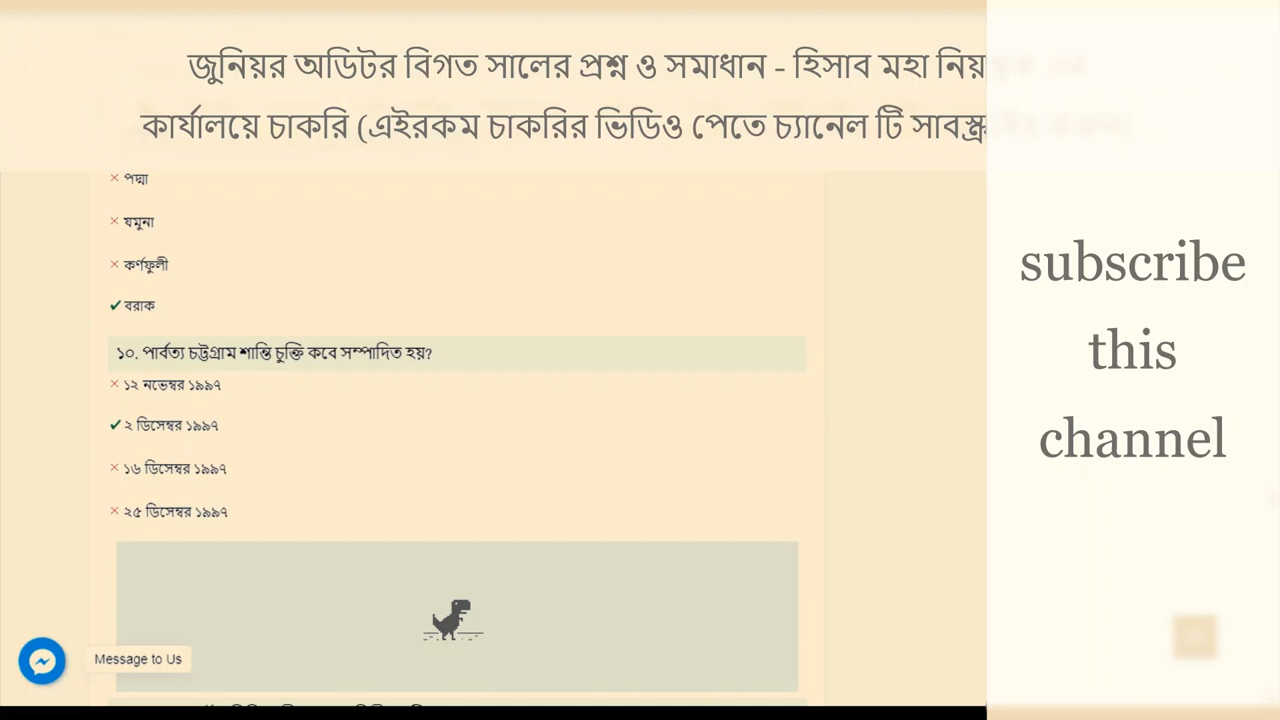 জুনিয়র অডিটর বিগত সালের প্রশ্ন ও সমাধান - হিসাব মহা নিয়
কার্যালয়ে চাকরি (এইরকম চাকরির ভিডিও পেতে চ্যানেল টি সাবস্ক্র
× পদ্মা
× যমুনা
× কর্ণফুলী
✔ বরাক
১০. পার্বত্য চট্টগ্রাম শান্তি চুক্তি কবে সম্পাদিত হয়?
× ১২ নভেম্বর ১৯৯৭
✔ ২ ডিসেম্বর ১৯৯৭
× ১৬ ডিসেম্বর ১৯৯৭
× ২৫ ডিসেম্বর ১৯৯৭
Message to Us
subscribe
this
channel